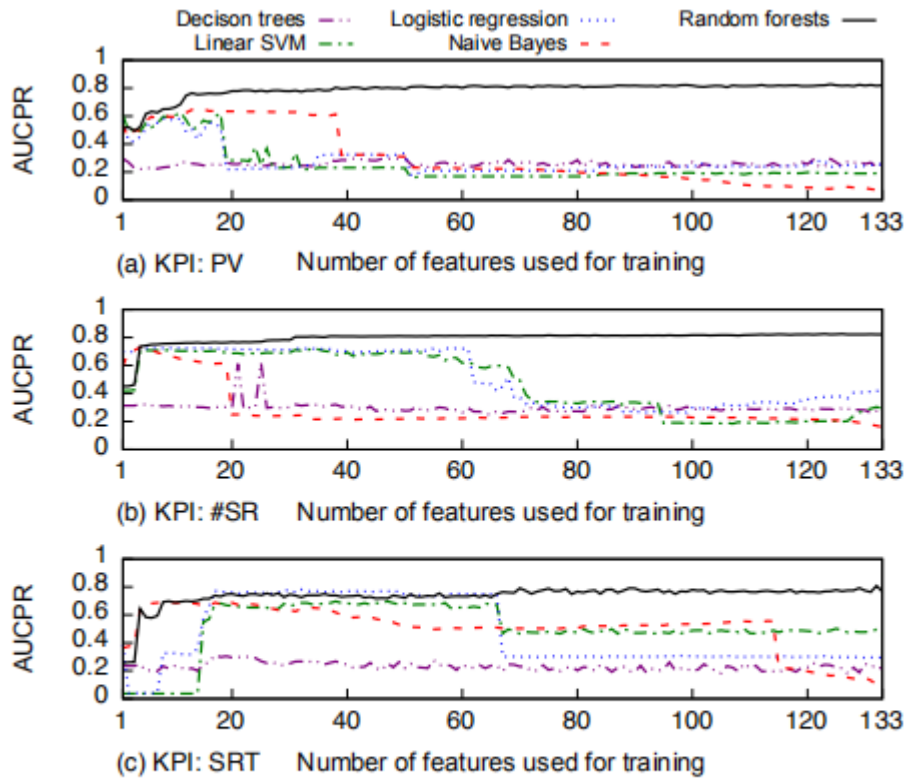 Decison trees Logistic regression Random forests
Linear SVM Naive Bayes
AUCPR
1
0.8
0.6
0.4
0.2
0
1 20 40 60 80 100 120 133
(a) KPI: PV Number of features used for training
AUCPR
1
0.8
0.6
0.4
0.2
0
1 20 40 60 80 100 120 133
(b) KPI: #SR Number of features used for training
AUCPR
1
0.8
0.6
0.4
0.2
0
1 20 40 60 80 100 120 133
(c) KPI: SRT Number of features used for training